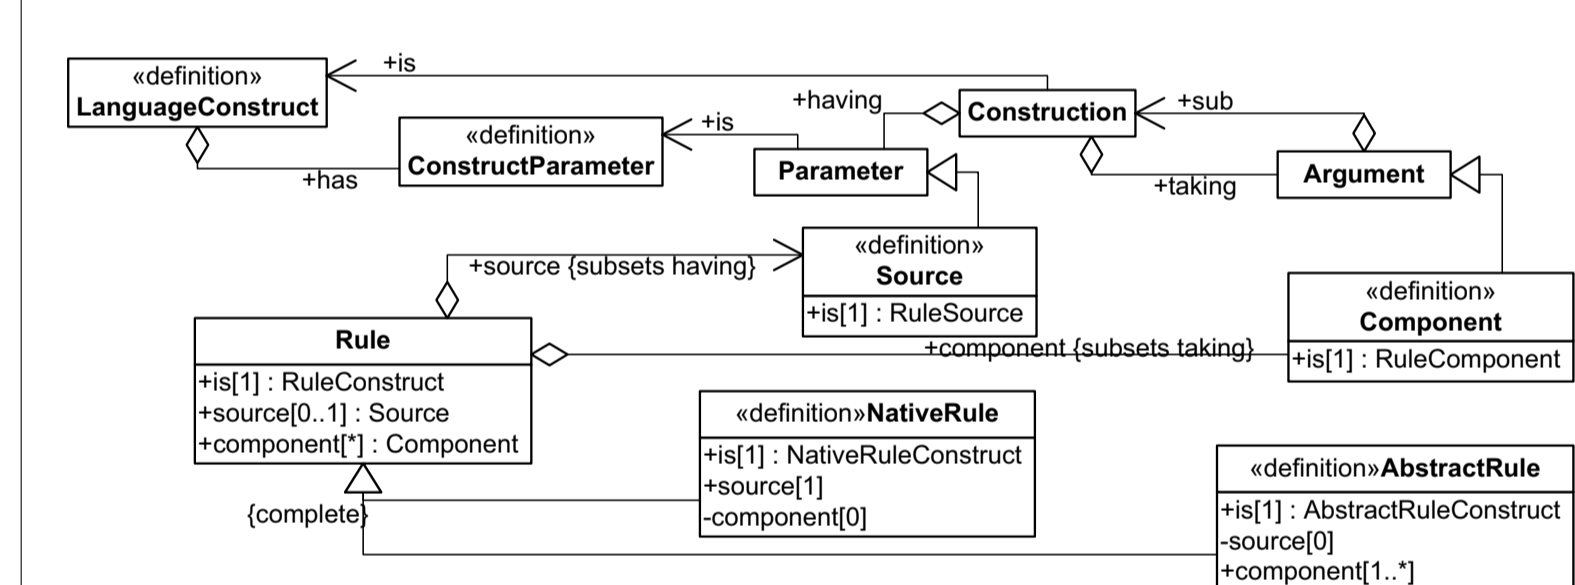 +is
«definition»
LanguageConstruct
+has
«definition»
ConstructParameter
+is
+having
Construction
+sub
Parameter
+taking
Argument
+source {subsets having}
«definition»
Source
+is[1] : RuleSource
«definition»
Component
+is[1] : RuleComponent
Rule
+is[1] : RuleConstruct
+source[0..1] : Source
+component[*] : Component
+component {subsets taking}
{complete}
«definition»NativeRule
+is[1] : NativeRuleConstruct
+source[1]
-component[0]
«definition»AbstractRule
+is[1] : AbstractRuleConstruct
-source[0]
+component[1..*]